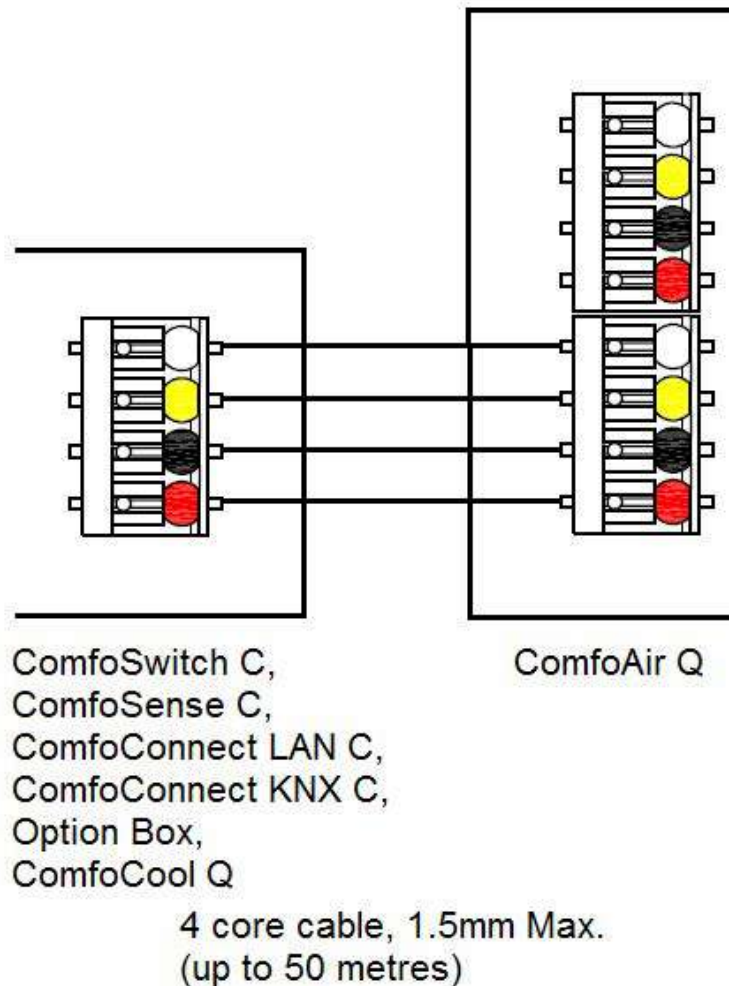 ComfoSwitch C,
ComfoSense C,
ComfoConnect LAN C,
ComfoConnect KNX C,
Option Box,
ComfoCool Q
ComfoAir Q
4 core cable, 1.5mm Max.
(up to 50 metres)